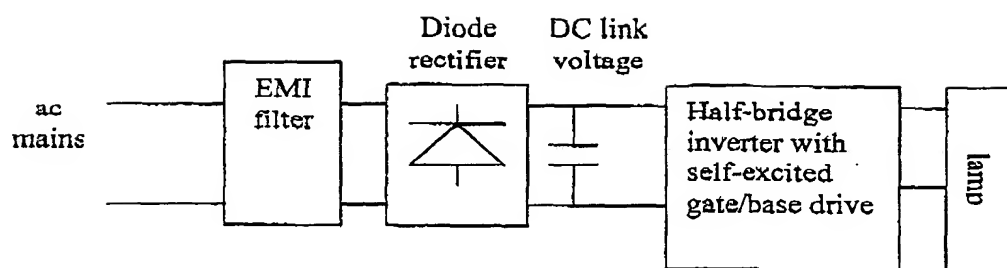 ac
mains
EMI
filter
Diode
rectifier
DC link
voltage
Half-bridge
inverter with
self-excited
gate/base drive
lamp